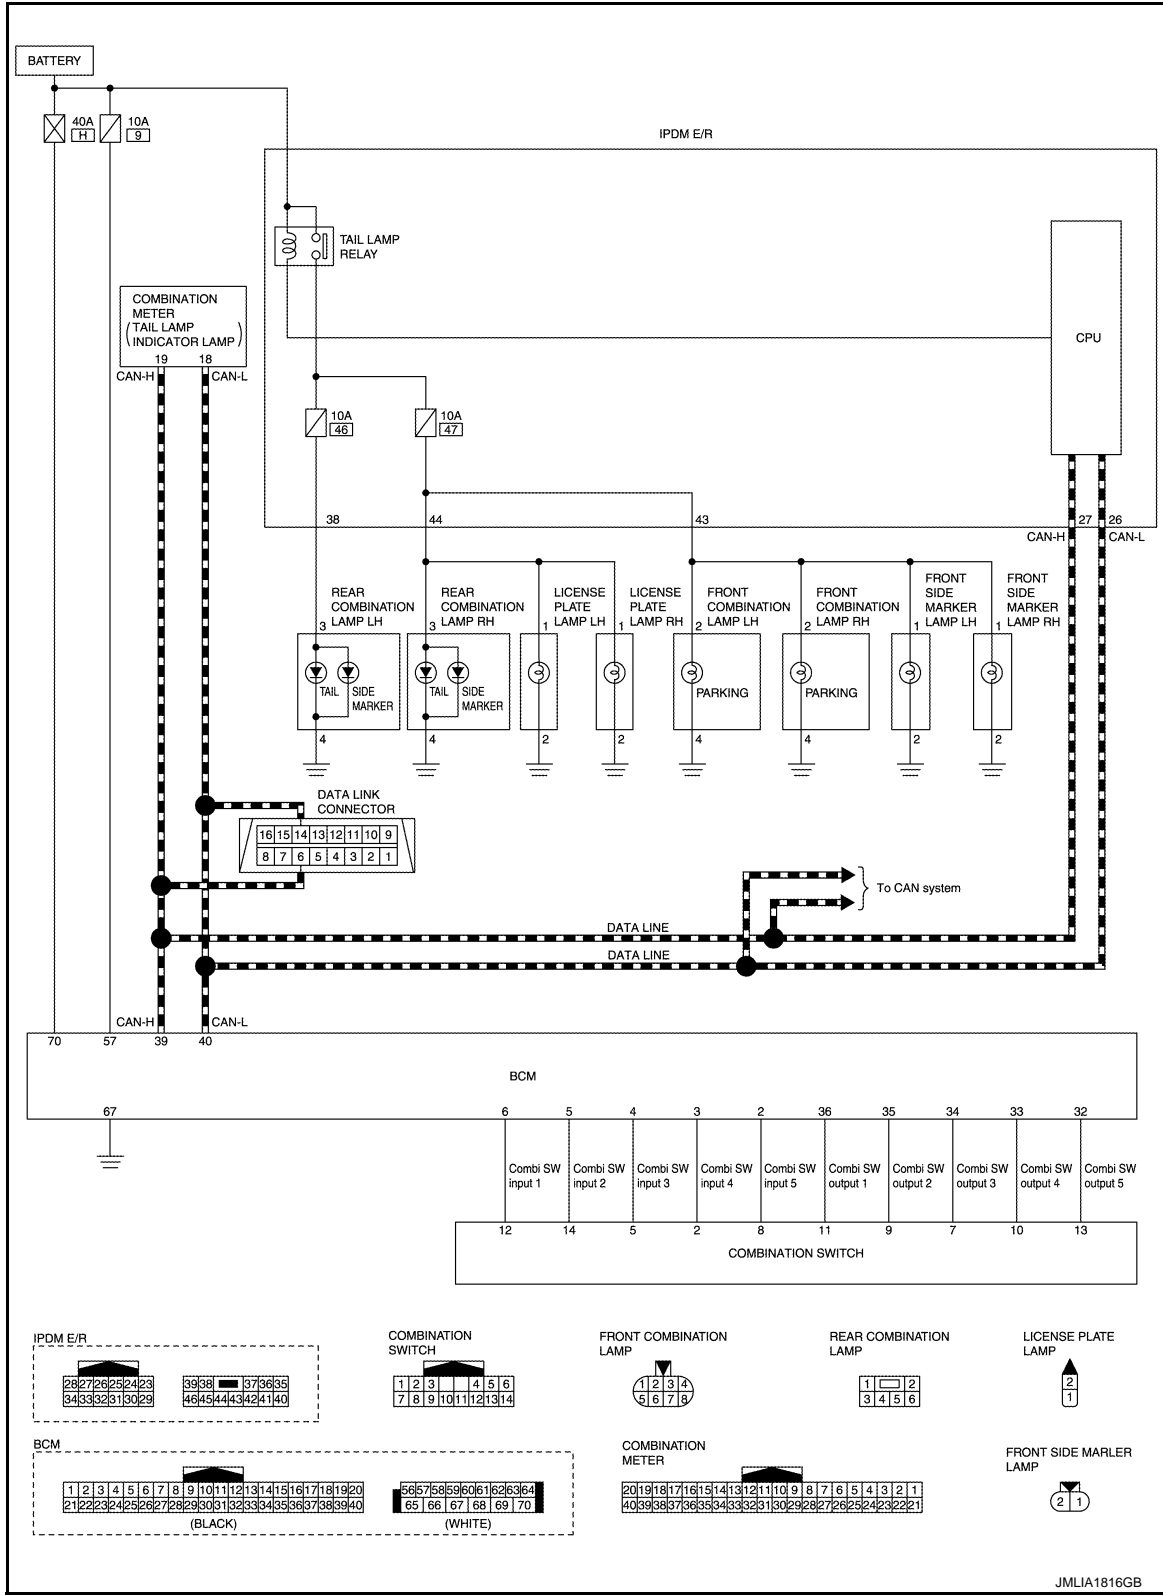 BATTERY
40A
H
10A
9
IPDM E/R
TAIL LAMP
RELAY
CPU
COMBINATION
METER
(TAIL LAMP
INDICATOR LAMP)
19 18
CAN-H CAN-L
10A
46
10A
47
38 44 43 27 26
CAN-H CAN-L
REAR
COMBINATION
LAMP LH
REAR
COMBINATION
LAMP RH
LICENSE
PLATE
LAMP LH
LICENSE
PLATE
LAMP RH
FRONT
COMBINATION
LAMP LH
FRONT
COMBINATION
LAMP RH
FRONT
SIDE
MARKER
LAMP LH
FRONT
SIDE
MARKER
LAMP RH
3 3 1 1 2 2 1 1
TAIL SIDE
MARKER
TAIL SIDE
MARKER
PARKING
PARKING
4 4 2 2 4 4 2 2
DATA LINK
CONNECTOR
16 15 14 13 12 11 10 9
8 7 6 5 4 3 2 1
To CAN system
DATA LINE
DATA LINE
CAN-H CAN-L
70 57 39 40
BCM
67 6 5 4 3 2 36 35 34 33 32
Combi SW
input 1
Combi SW
input 2
Combi SW
input 3
Combi SW
input 4
Combi SW
input 5
Combi SW
output 1
Combi SW
output 2
Combi SW
output 3
Combi SW
output 4
Combi SW
output 5
12 14 5 2 8 11 9 7 10 13
COMBINATION SWITCH
IPDM E/R
28 27 26 25 24 23
34 33 32 31 30 29
39 38 37 36 35
46 45 44 43 42 41 40
COMBINATION
SWITCH
1 2 3 4 5 6
7 8 9 10 11 12 13 14
FRONT COMBINATION
LAMP
1 2 3 4
5 6 7 8
REAR COMBINATION
LAMP
1 2
3 4 5 6
LICENSE PLATE
LAMP
2
1
BCM
1 2 3 4 5 6 7 8 9 10 11 12 13 14 15 16 17 18 19 20
21 22 23 24 25 26 27 28 29 30 31 32 33 34 35 36 37 38 39 40
(BLACK)
56 57 58 59 60 61 62 63 64
65 66 67 68 69 70
(WHITE)
COMBINATION
METER
20 19 18 17 16 15 14 13 12 11 10 9 8 7 6 5 4 3 2 1
40 39 38 37 36 35 34 33 32 31 30 29 28 27 26 25 24 23 22 21
FRONT SIDE MARLER
LAMP
2 1
JMLIA1816GB